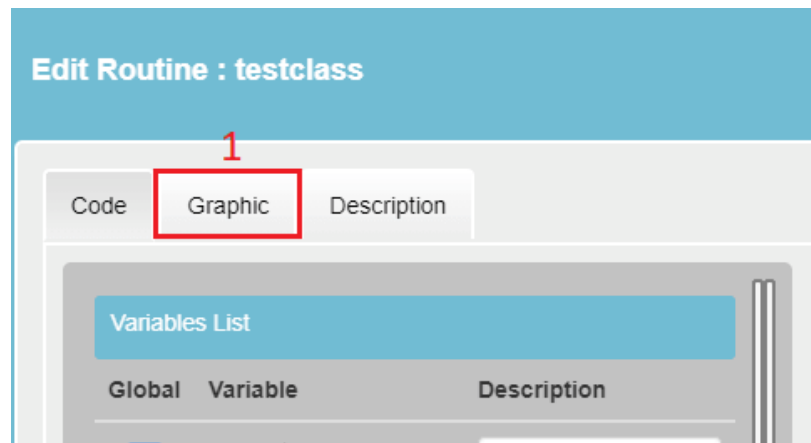 Edit Routine : testclass
1
Code Graphic Description
Variables List
Global Variable Description